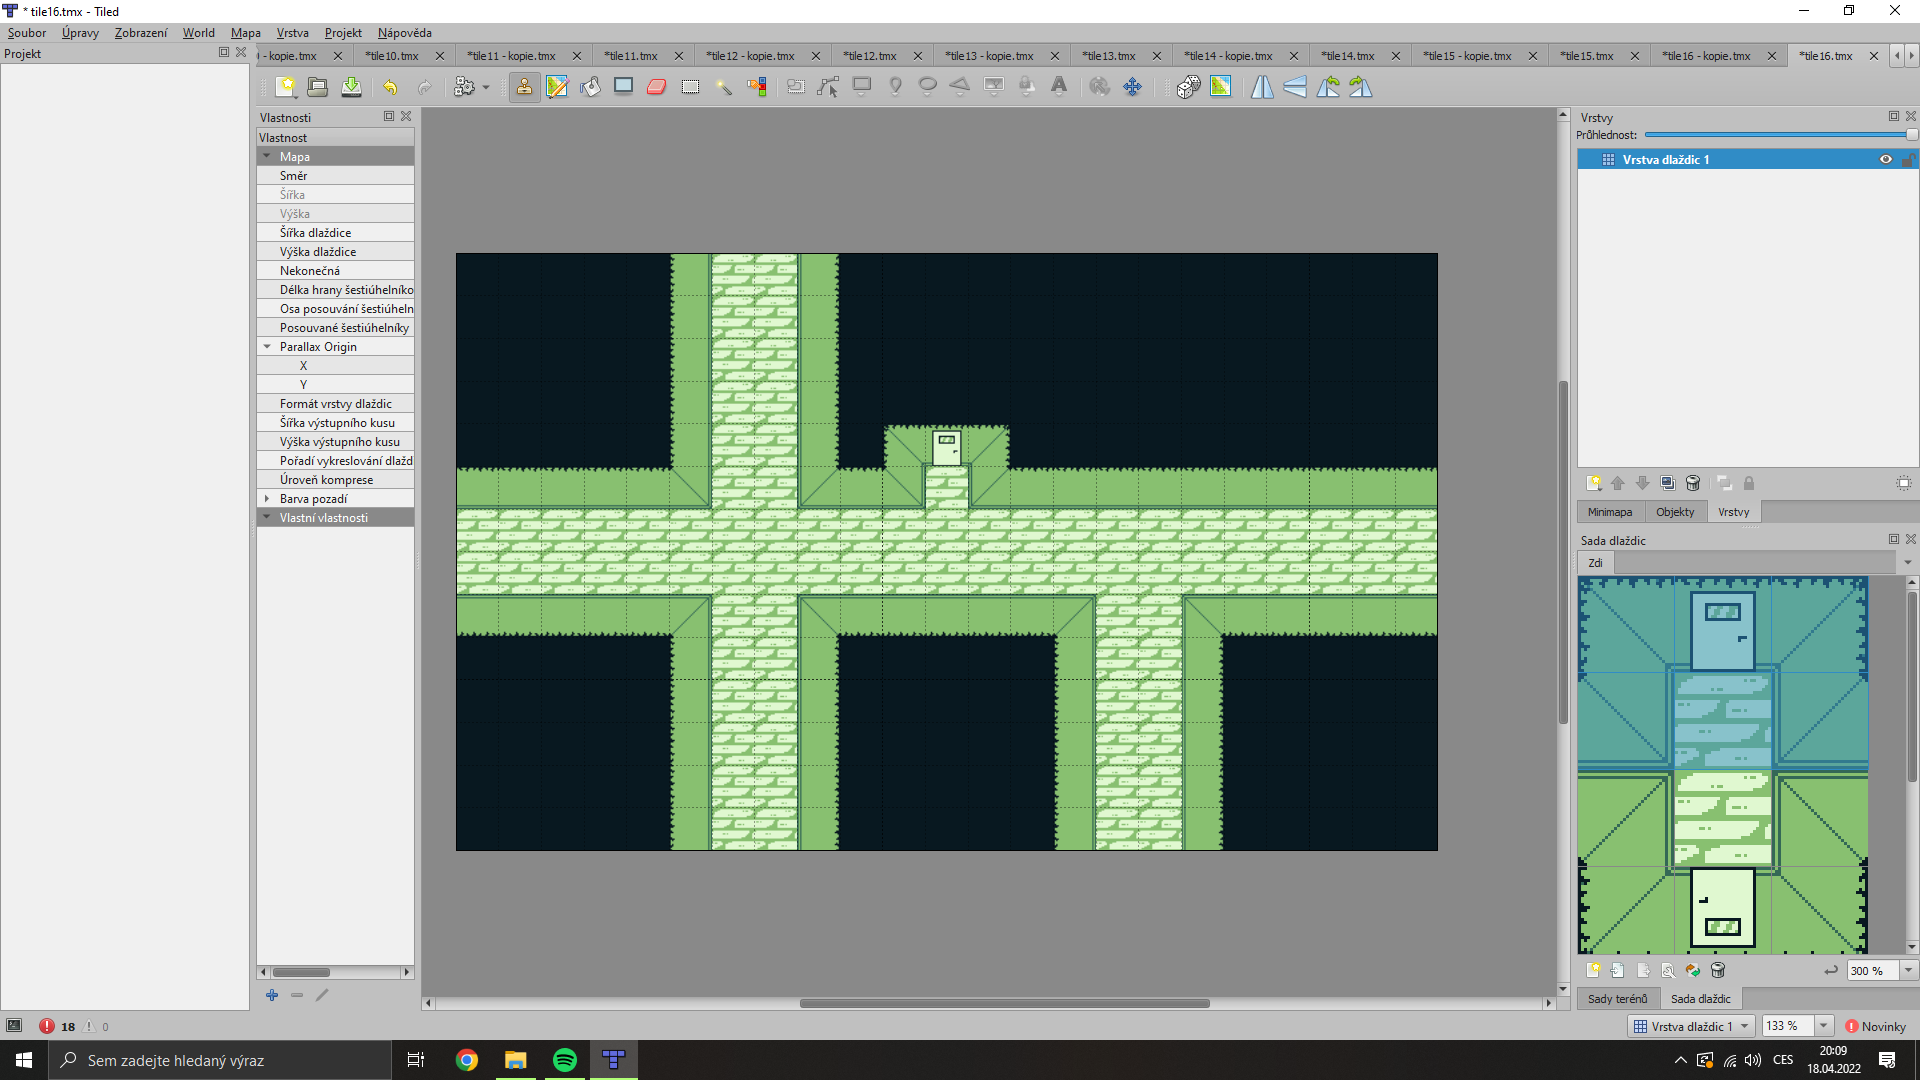 * tile16.tmx - Tiled
Soubor Úpravy Zobrazení World Mapa Vrstva Projekt Nápověda
Projekt
- kopie.tmx *tile10.tmx *tile11 - kopie.tmx *tile11.tmx *tile12 - kopie.tmx *tile12.tmx *tile13 - kopie.tmx *tile13.tmx *tile14 - kopie.tmx *tile14.tmx *tile15 - kopie.tmx *tile15.tmx *tile16 - kopie.tmx *tile16.tmx
Vlastnosti
Vlastnost
Mapa
Směr
Šířka
Výška
Šířka dlaždice
Výška dlaždice
Nekonečná
Délka hrany šestiúhelníko
Osa posouvání šestiúheln
Posouvané šestiúhelníky
Parallax Origin
X
Y
Formát vrstvy dlaždic
Šířka výstupního kusu
Výška výstupního kusu
Pořadí vykreslování dlažd
Úroveň komprese
Barva pozadí
Vlastní vlastnosti
Vrstvy
Průhlednost:
Vrstva dlaždic 1
Minimapa Objekty Vrstvy
Sada dlaždic
Zdi
300 %
Sady terénů Sada dlaždic
18 0
Vrstva dlaždic 1 133 % Novinky
Sem zadejte hledaný výraz
CES
20:09
18.04.2022